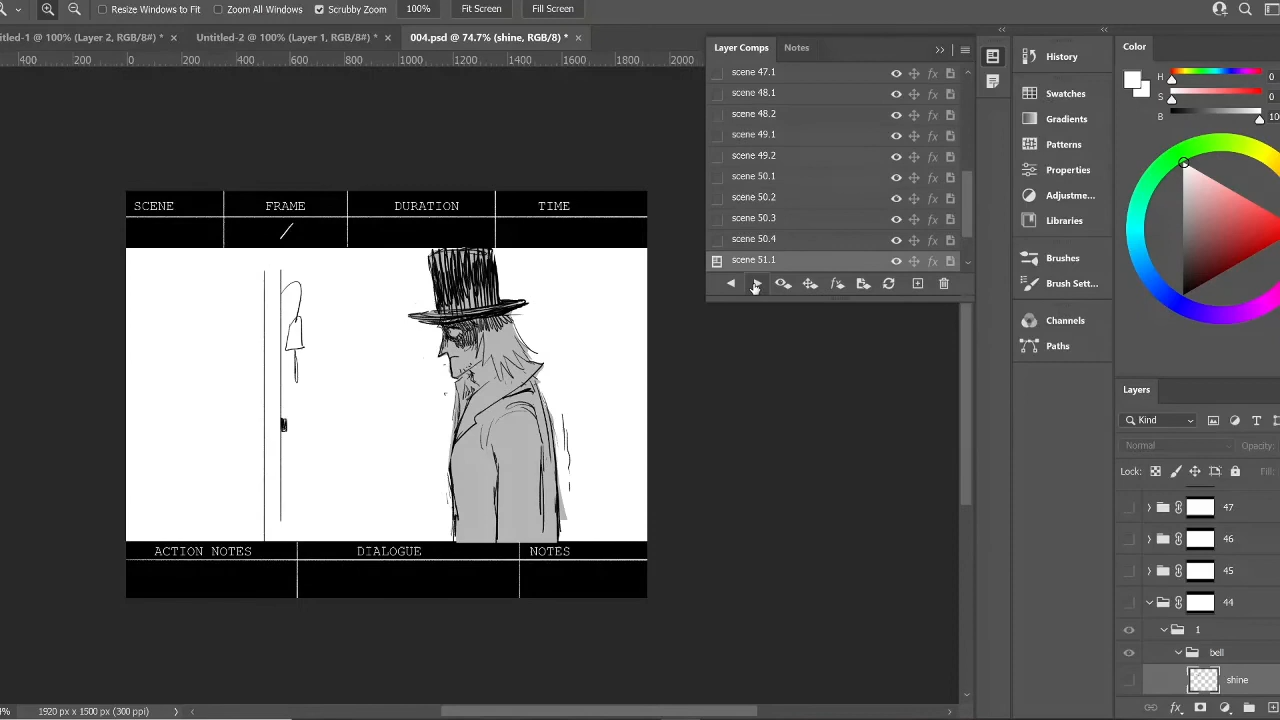 Resize Windows to Fit Zoom All Windows Scrubby Zoom 100% Fit Screen Fill Screen
ntitled-1 @ 100% (Layer 2, RGB/8#) * Untitled-2 @ 100% (Layer 1, RGB/8#) * 004.psd @ 74.7% (shine, RGB/8) *
400 200 0 200 400 600 800 1000 1200 1400 1600 1800 2000
Layer Comps Notes
scene 47.1
scene 48.1
scene 48.2
scene 49.1
scene 49.2
scene 50.1
scene 50.2
scene 50.3
scene 50.4
scene 51.1
SCENE FRAME DURATION TIME
ACTION NOTES DIALOGUE NOTES
History
Swatches
Gradients
Patterns
Properties
Adjustme...
Libraries
Brushes
Brush Sett...
Channels
Paths
Color
H 0
S 0
B 10
Layers
Kind
Normal Opacity:
Lock: Fill:
47
46
45
44
1
bell
shine
4% 1920 px x 1500 px (300 ppi)